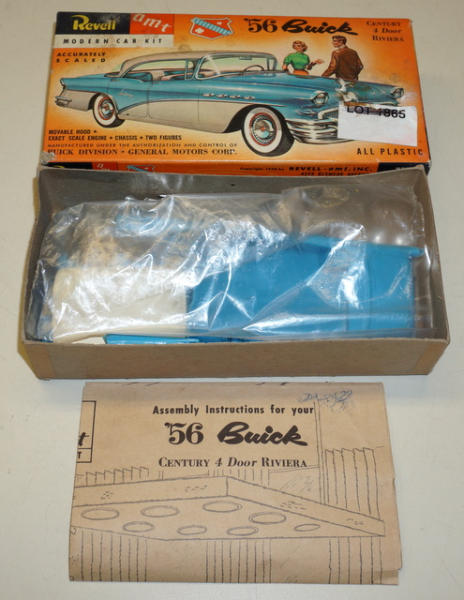 Revell
amt
'56 Buick
CENTURY
4 Door
RIVIERA
MODERN CAR KIT
ACCURATELY
SCALED
LOT 1865
MOVABLE HOOD •
EXACT SCALE ENGINE • CHASSIS • TWO FIGURES
MANUFACTURED UNDER THE AUTHORIZATION AND CONTROL OF
BUICK DIVISION - GENERAL MOTORS CORP.
ALL PLASTIC
REVELL-AMT, INC.
Assembly Instructions for your
'56 Buick
CENTURY 4 Door RIVIERA